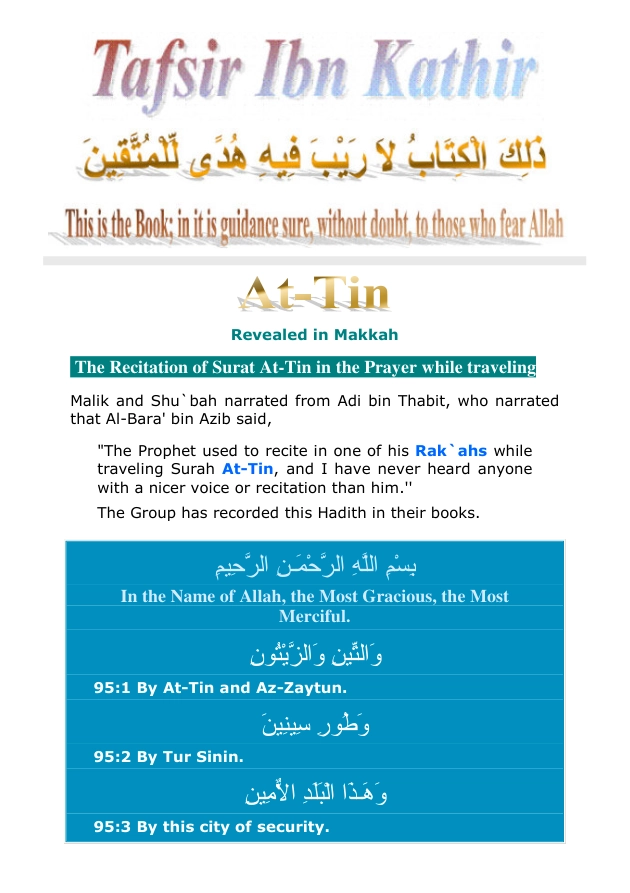 Tafsir Ibn Kathir
ذَلِكَ الْكِتَابُ لاَ رَيْبَ فِيهِ هُدًى لِّلْمُتَّقِينَ
This is the Book; in it is guidance sure, without doubt, to those who fear Allah
At-Tin
Revealed in Makkah
The Recitation of Surat At-Tin in the Prayer while traveling
Malik and Shu`bah narrated from Adi bin Thabit, who narrated
that Al-Bara' bin Azib said,
"The Prophet used to recite in one of his Rak`ahs while
traveling Surah At-Tin, and I have never heard anyone
with a nicer voice or recitation than him.''
The Group has recorded this Hadith in their books.
بِسْمِ اللَّهِ الرَّحْمَـنِ الرَّحِيمِ
In the Name of Allah, the Most Gracious, the Most
Merciful.
وَالتِّينِ وَالزَّيْتُونِ
95:1 By At-Tin and Az-Zaytun.
وَطُورِ سِينِينَ
95:2 By Tur Sinin.
وَهَـذَا الْبَلَدِ الاٌّمِينِ
95:3 By this city of security.